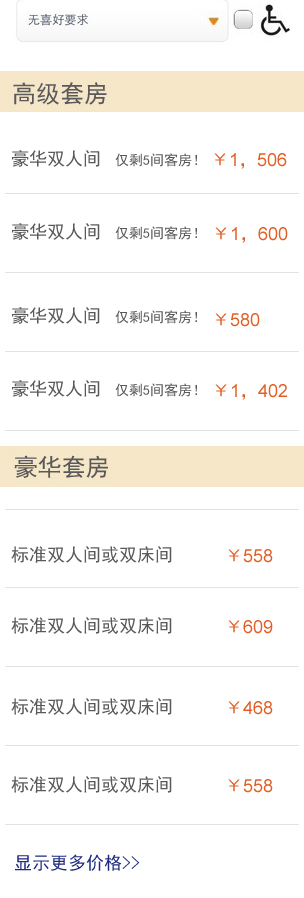 无喜好要求
高级套房
豪华双人间 仅剩5间客房! ￥1, 506
豪华双人间 仅剩5间客房! ￥1, 600
豪华双人间 仅剩5间客房! ￥580
豪华双人间 仅剩5间客房! ￥1, 402
豪华套房
标准双人间或双床间 ￥558
标准双人间或双床间 ￥609
标准双人间或双床间 ￥468
标准双人间或双床间 ￥558
显示更多价格>>